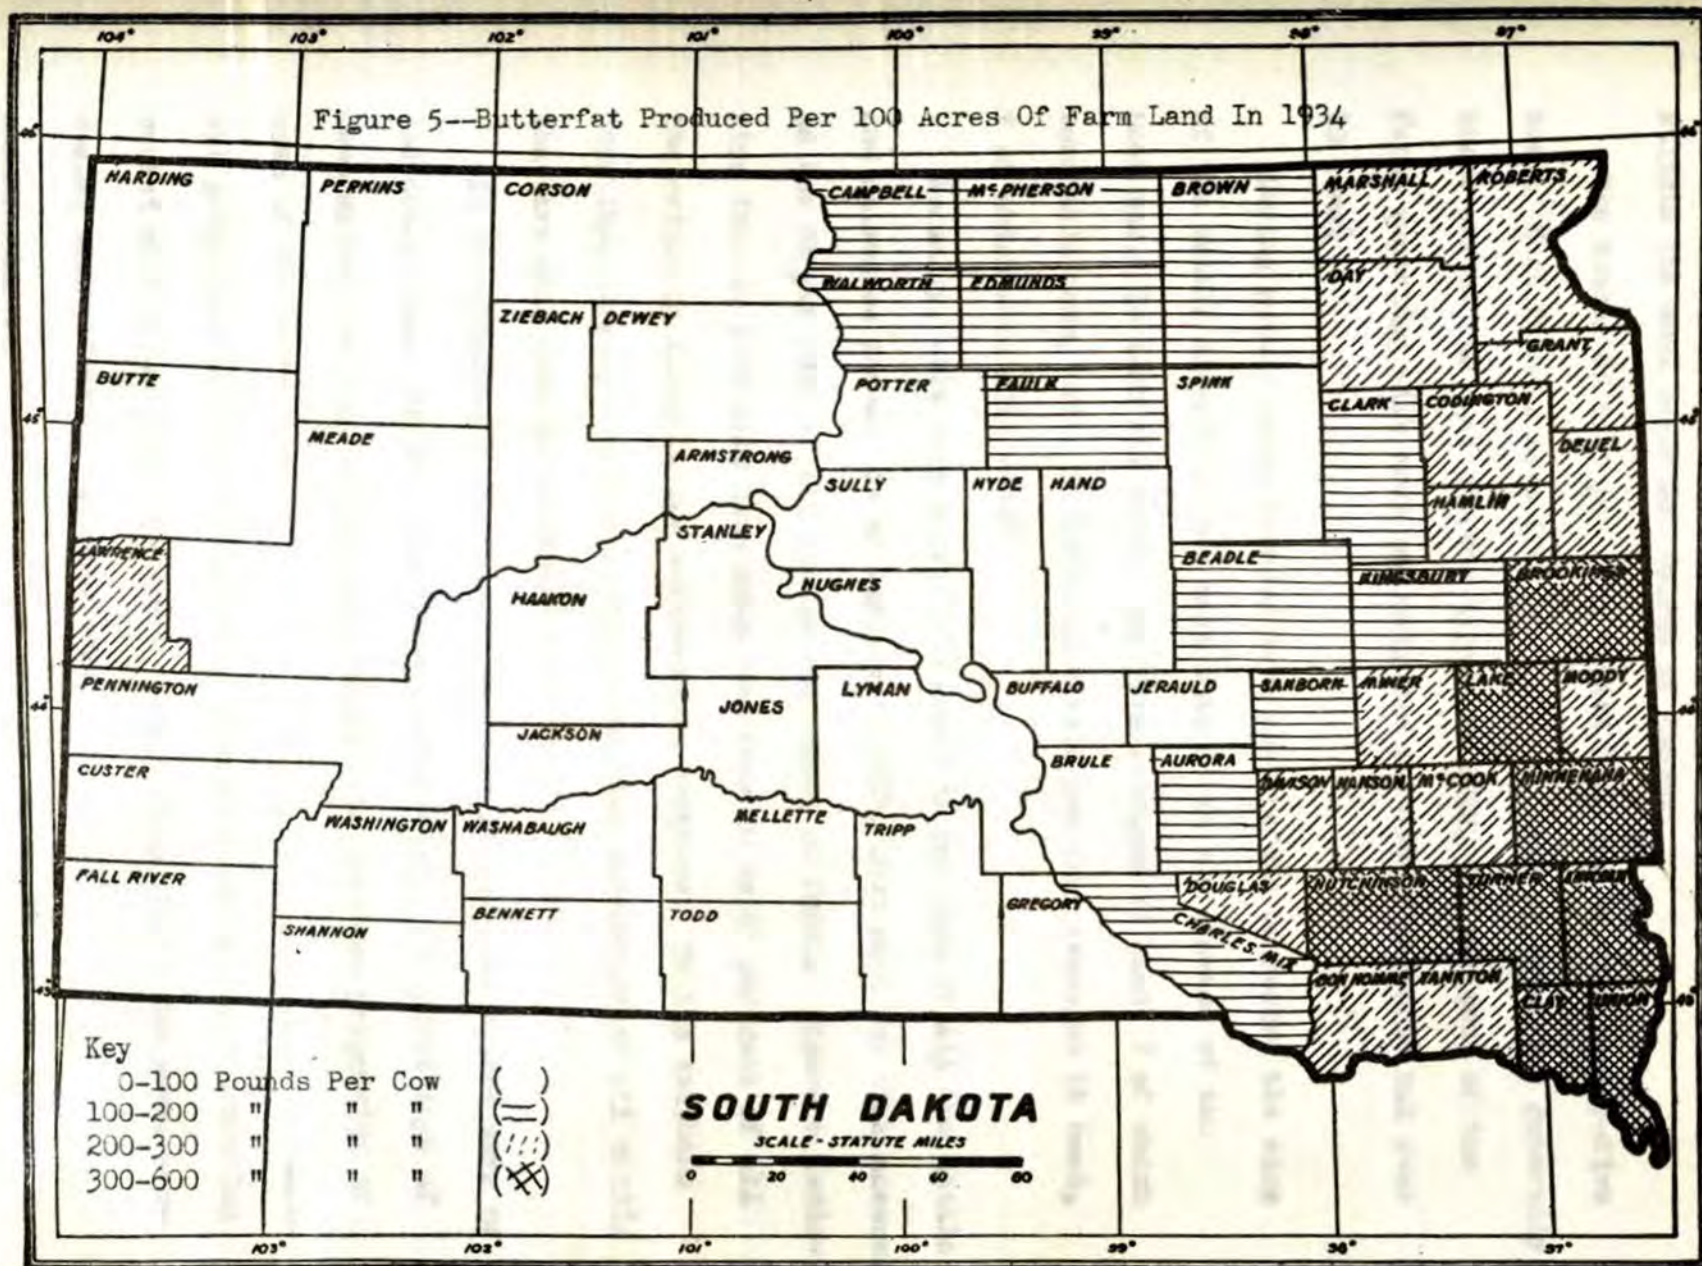 104° 103° 102° 101° 100° 99° 98° 97°
Figure 5--Butterfat Produced Per 100 Acres Of Farm Land In 1934
46° 46°
HARDING PERKINS CORSON CAMPBELL McPHERSON BROWN MARSHALL ROBERTS
WALWORTH EDMUNDS DAY
ZIEBACH DEWEY GRANT
BUTTE POTTER FAULK SPINK CLARK CODINGTON
45° 45°
MEADE ARMSTRONG DEUEL
SULLY HYDE HAND HAMLIN
STANLEY
LAWRENCE BEADLE KINGSBURY BROOKINGS
HAAKON HUGHES
PENNINGTON LYMAN BUFFALO JERAULD SANBORN MINER LAKE MOODY
44°
JONES
JACKSON
CUSTER BRULE AURORA DAVISON HANSON McCOOK MINNEHAHA
WASHINGTON WASHABAUGH MELLETTE TRIPP
FALL RIVER DOUGLAS HUTCHINSON TURNER LINCOLN
BENNETT TODD GREGORY
SHANNON CHARLES MIX
BON HOMME YANKTON
43°
CLAY UNION
Key
0-100 Pounds Per Cow ( )
100-200 " " " (=)
200-300 " " "
300-600 " " "
SOUTH DAKOTA
SCALE - STATUTE MILES
0 20 40 60 80
103° 102° 101° 100° 99° 98° 97°